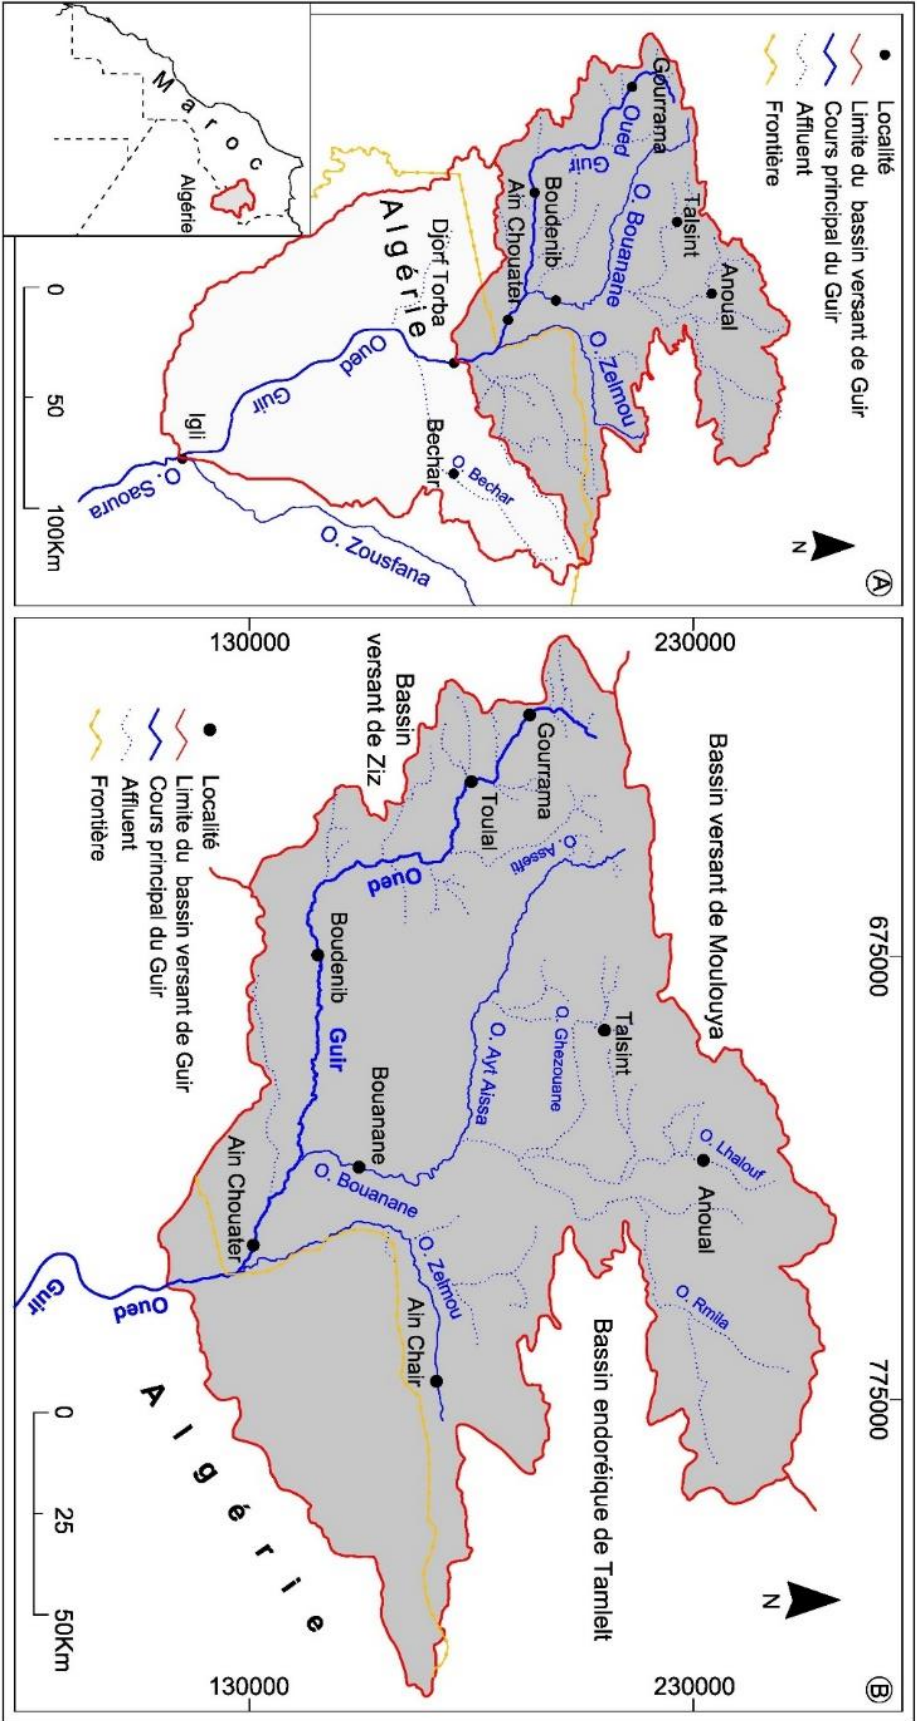 A
Localité
Limite du bassin versant de Guir
Cours principal du Guir
Affluent
Frontière
N
Gourrama
Talsint
Anoual
Oued
Guir
O. Bouanane
Boudenib
Ain Chouater
O. Zelmou
Algérie
Djorf Torba
Bechar
O. Bechar
Oued
Guir
Igli
O. Saoura
O. Zousfana
Maroc
Algérie
0
50
100Km
B
675000
775000
230000
130000
230000
130000
Bassin versant de Moulouya
Bassin endoréique de Tamlelt
Bassin
versant de Ziz
N
Anoual
O. Lhalouf
O. Rmila
Talsint
O. Ghezouane
Gourrama
O. Assefti
Toulal
O. Ayt Aissa
Oued
Boudenib
Guir
Bouanane
O. Bouanane
O. Zelmou
Ain Chair
Ain Chouater
Oued
Guir
Algérie
Localité
Limite du bassin versant de Guir
Cours principal du Guir
Affluent
Frontière
0
25
50Km